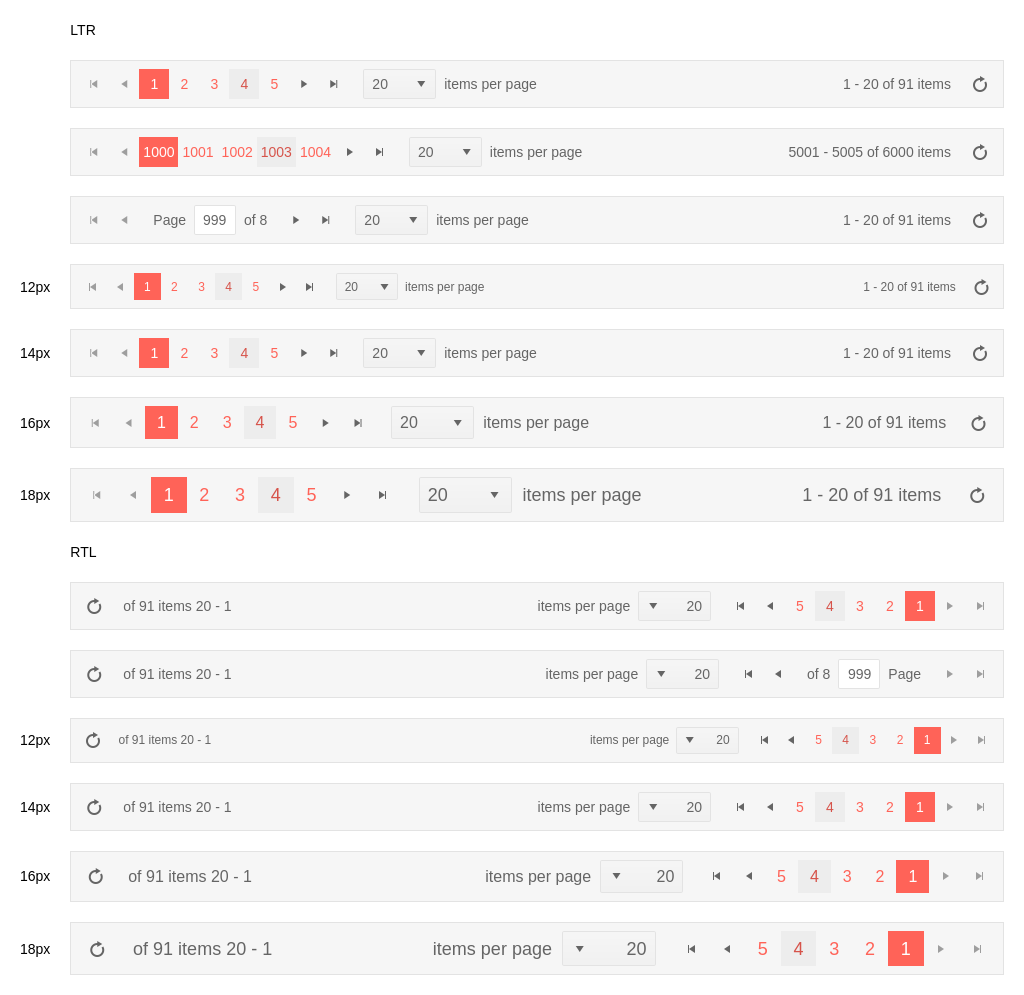 LTR
1 2 3 4 5 20 items per page 1 - 20 of 91 items
1000 1001 1002 1003 1004 20 items per page 5001 - 5005 of 6000 items
Page 999 of 8 20 items per page 1 - 20 of 91 items
12px 1 2 3 4 5 20 items per page 1 - 20 of 91 items
14px 1 2 3 4 5 20 items per page 1 - 20 of 91 items
16px 1 2 3 4 5 20 items per page 1 - 20 of 91 items
18px 1 2 3 4 5 20 items per page 1 - 20 of 91 items
RTL
of 91 items 20 - 1 items per page 20 5 4 3 2 1
of 91 items 20 - 1 items per page 20 of 8 999 Page
12px of 91 items 20 - 1 items per page 20 5 4 3 2 1
14px of 91 items 20 - 1 items per page 20 5 4 3 2 1
16px of 91 items 20 - 1 items per page 20 5 4 3 2 1
18px of 91 items 20 - 1 items per page 20 5 4 3 2 1